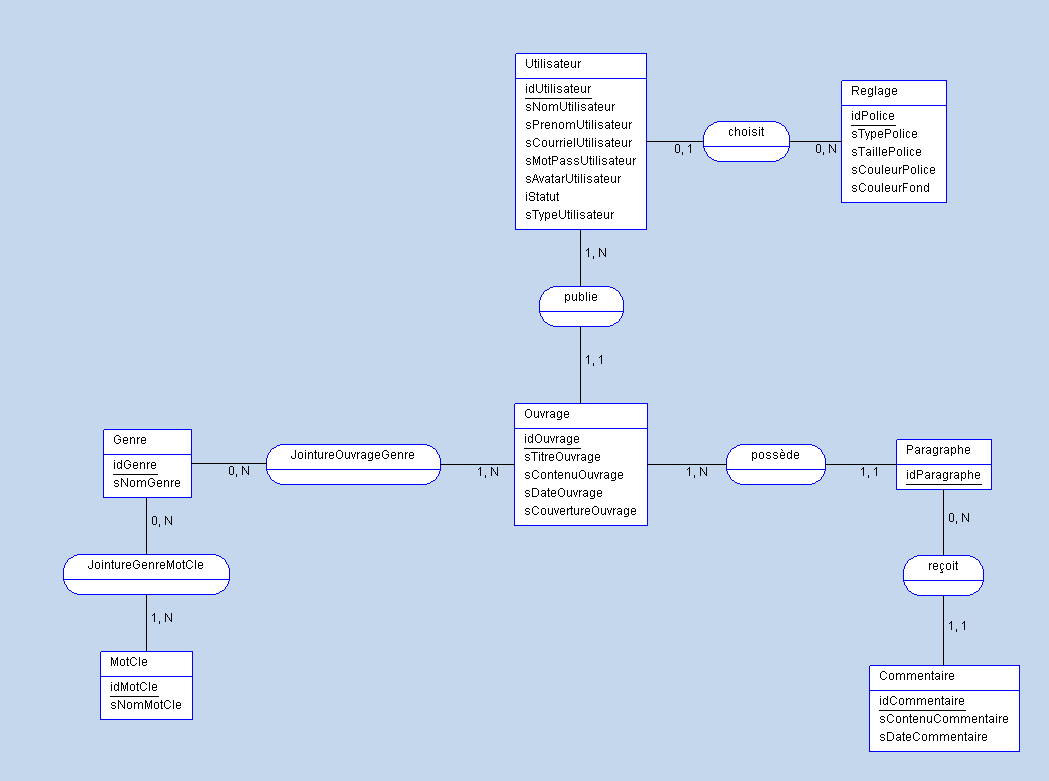 Utilisateur
idUtilisateur
sNomUtilisateur
sPrenomUtilisateur
sCourrielUtilisateur
sMotPassUtilisateur
sAvatarUtilisateur
iStatut
sTypeUtilisateur
0, 1
choisit
0, N
Reglage
idPolice
sTypePolice
sTaillePolice
sCouleurPolice
sCouleurFond
1, N
publie
1, 1
Genre
idGenre
sNomGenre
0, N
JointureOuvrageGenre
1, N
Ouvrage
idOuvrage
sTitreOuvrage
sContenuOuvrage
sDateOuvrage
sCouvertureOuvrage
1, N
possède
1, 1
Paragraphe
idParagraphe
0, N
JointureGenreMotCle
1, N
MotCle
idMotCle
sNomMotCle
0, N
reçoit
1, 1
Commentaire
idCommentaire
sContenuCommentaire
sDateCommentaire